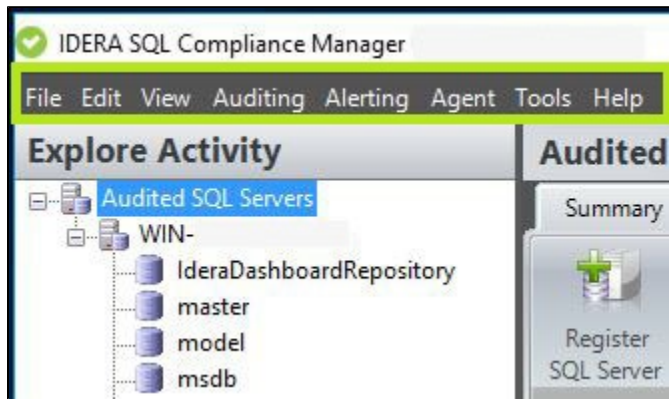 IDERA SQL Compliance Manager
File Edit View Auditing Alerting Agent Tools Help
Explore Activity
Audited SQL Servers
WIN-
IderaDashboardRepository
master
model
msdb
Audited
Summary
Register
SQL Server